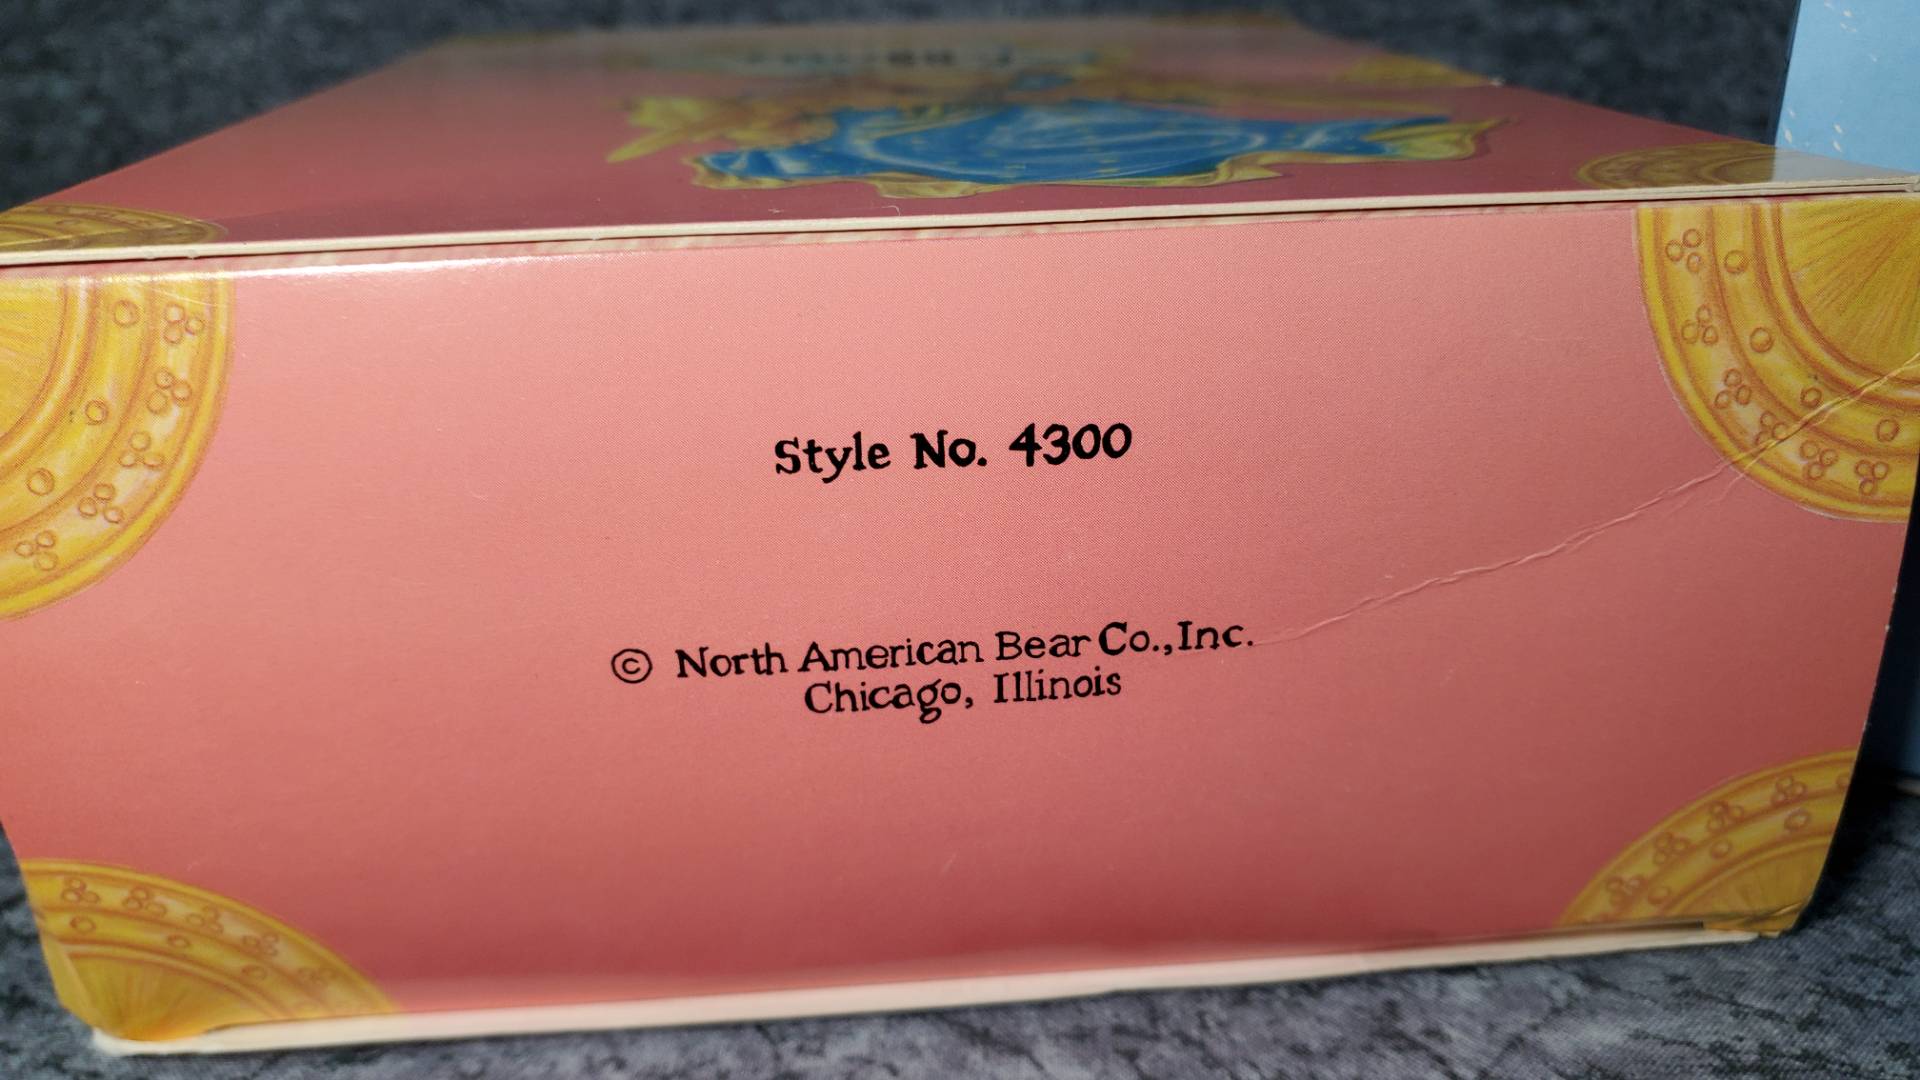 Style No. 4300
© North American Bear Co., Inc.
Chicago, Illinois